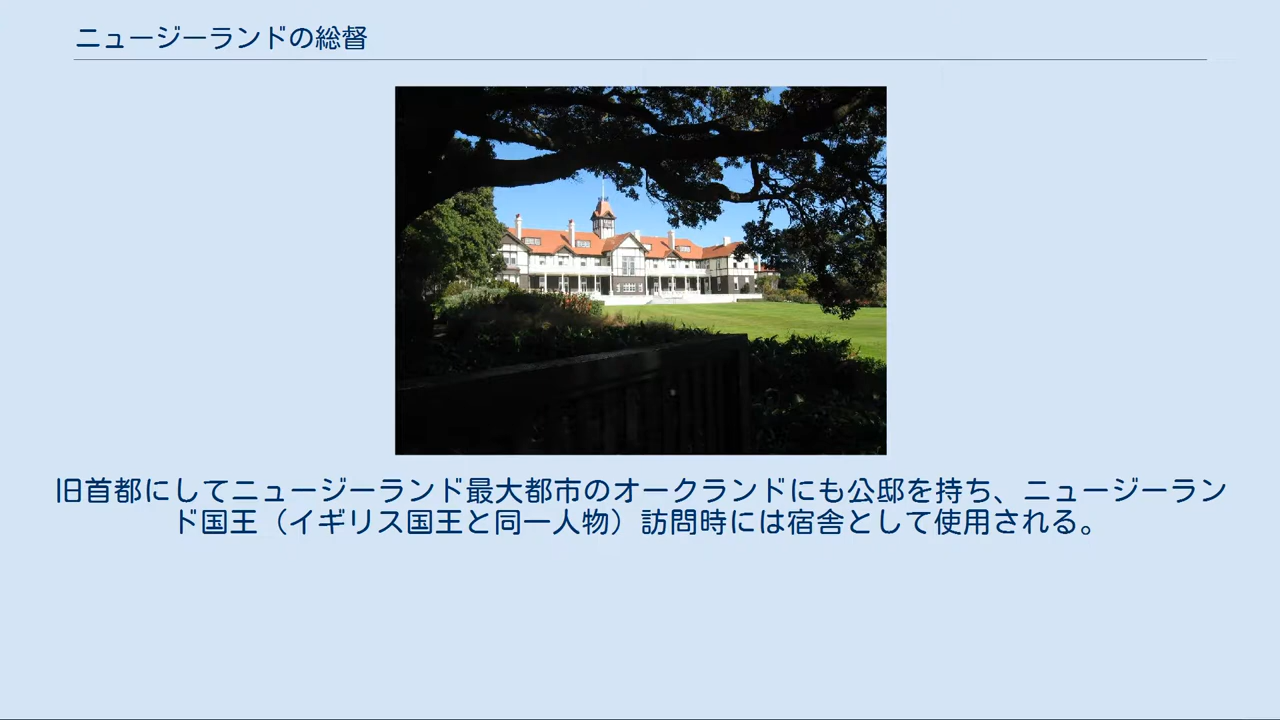 ニュージーランドの総督
旧首都にしてニュージーランド最大都市のオークランドにも公邸を持ち、ニュージーラン
ド国王（イギリス国王と同一人物）訪問時には宿舎として使用される。